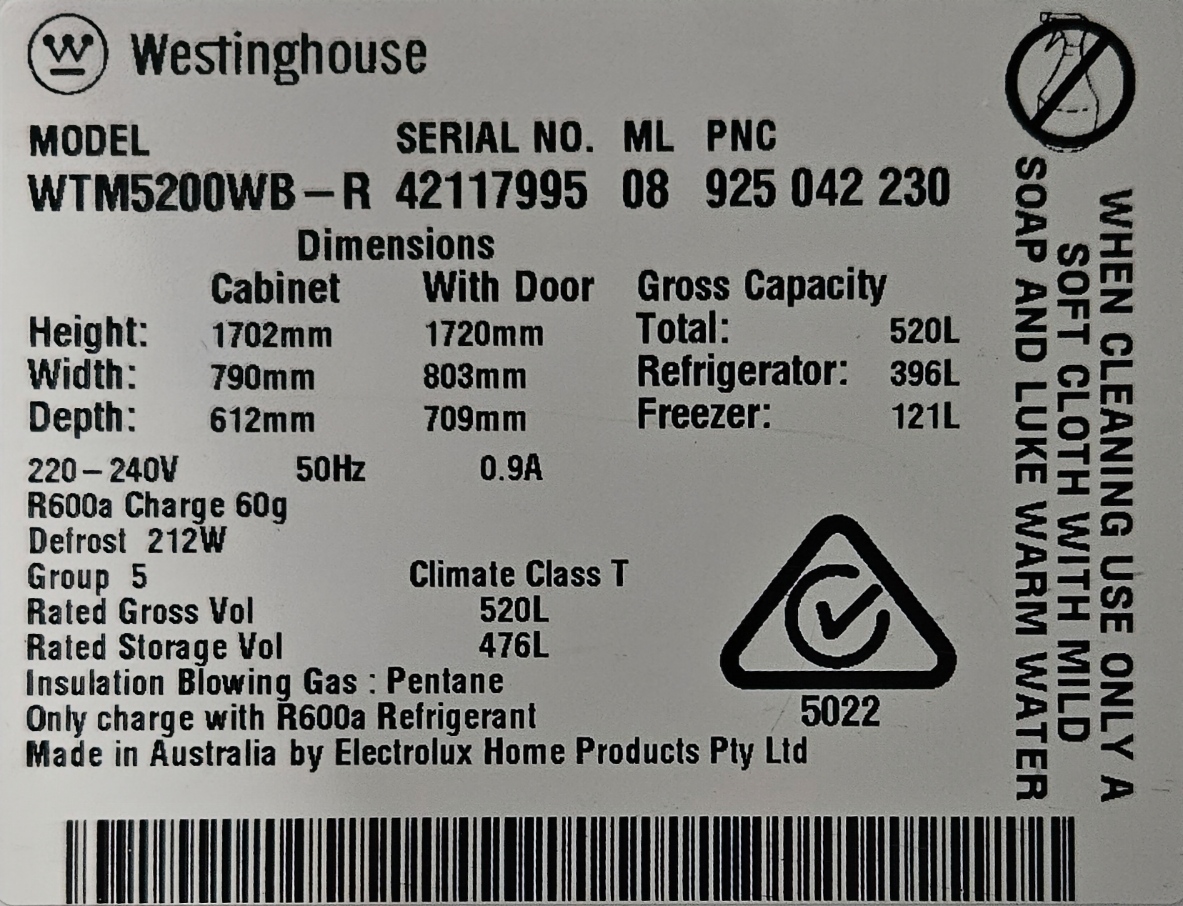 W Westinghouse
MODEL SERIAL NO. ML PNC
WTM5200WB–R 42117995 08 925 042 230
Dimensions
Cabinet With Door Gross Capacity
Height: 1702mm 1720mm Total: 520L
Width: 790mm 803mm Refrigerator: 396L
Depth: 612mm 709mm Freezer: 121L
220–240V 50Hz 0.9A
R600a Charge 60g
Defrost 212W
Group 5 Climate Class T
Rated Gross Vol 520L
Rated Storage Vol 476L
Insulation Blowing Gas : Pentane
Only charge with R600a Refrigerant
Made in Australia by Electrolux Home Products Pty Ltd
5022
WHEN CLEANING USE ONLY A
SOFT CLOTH WITH MILD
SOAP AND LUKE WARM WATER